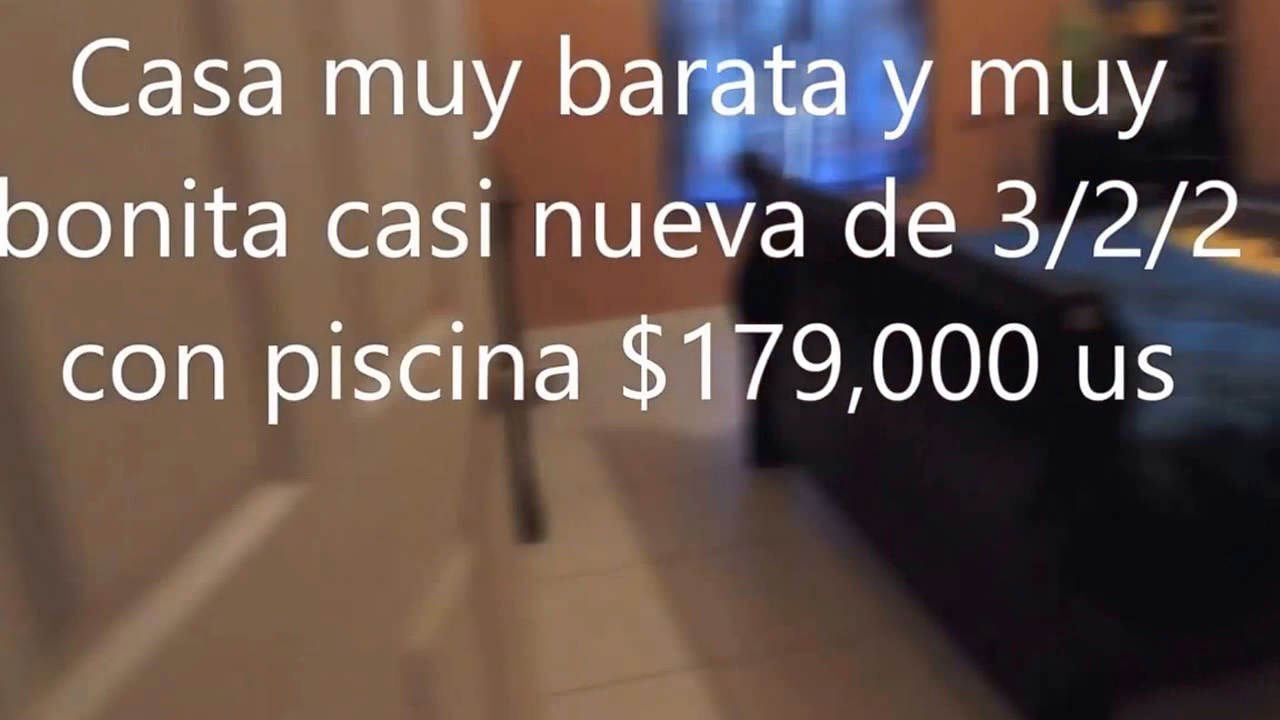 Casa muy barata y muy
bonita casi nueva de 3/2/2
con piscina $179,000 us